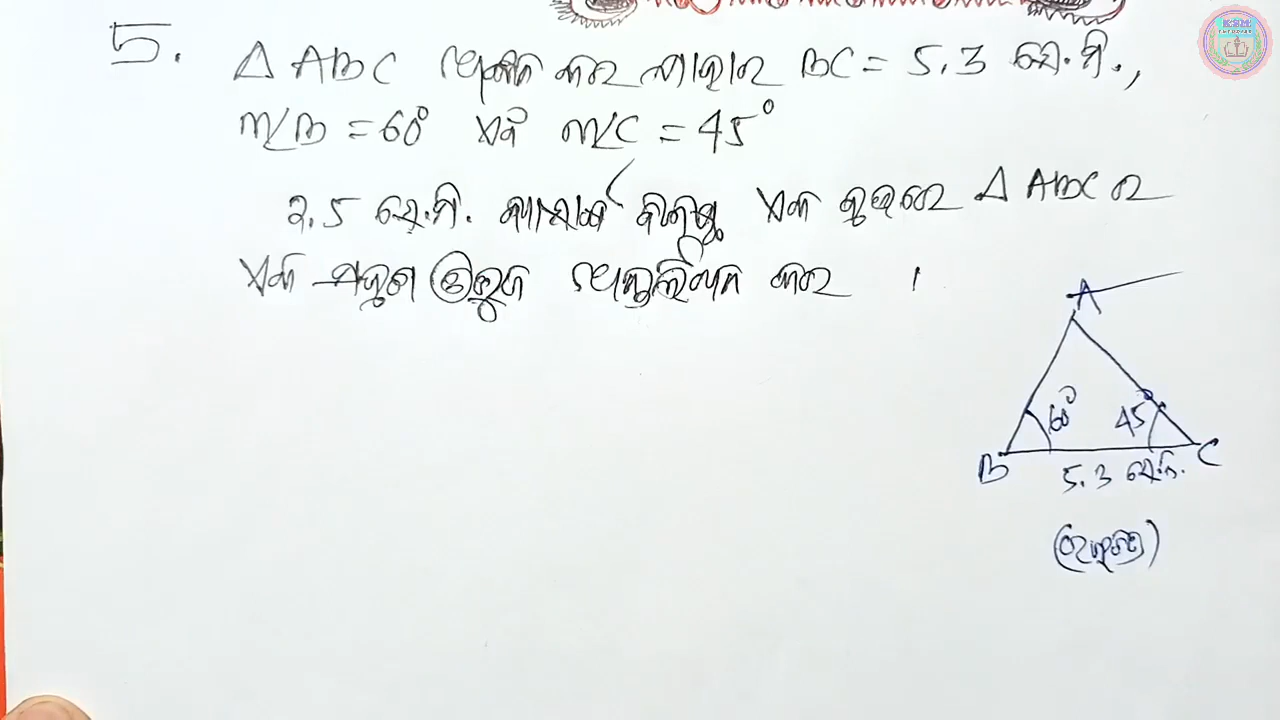 5. Δ ABC ଅଙ୍କନ କର ଯାହାର BC = 5.3 ସେ.ମି.,
m∠B = 60° ଏବଂ m∠C = 45°
2.5 ସେ.ମି. ବ୍ୟାସାର୍ଦ୍ଧ ବିଶିଷ୍ଟ ଏକ ବୃତ୍ତରେ Δ ABC ର
ଏକ ସଦୃଶ ତ୍ରିଭୁଜ ଅନ୍ତର୍ଲିଖନ କର ।
A
60° 45°
B C
5.3 ସେ.ମି.
KSM